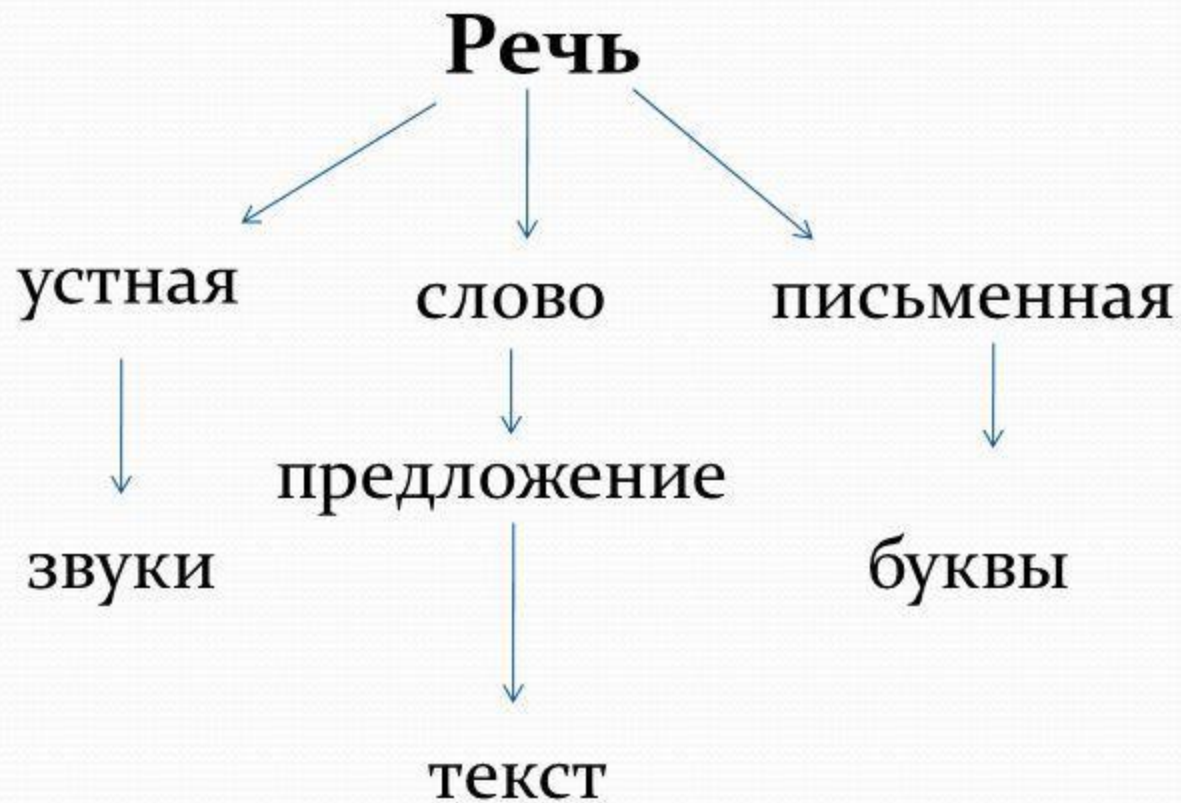 Речь
устная
слово
письменная
предложение
звуки
буквы
текст